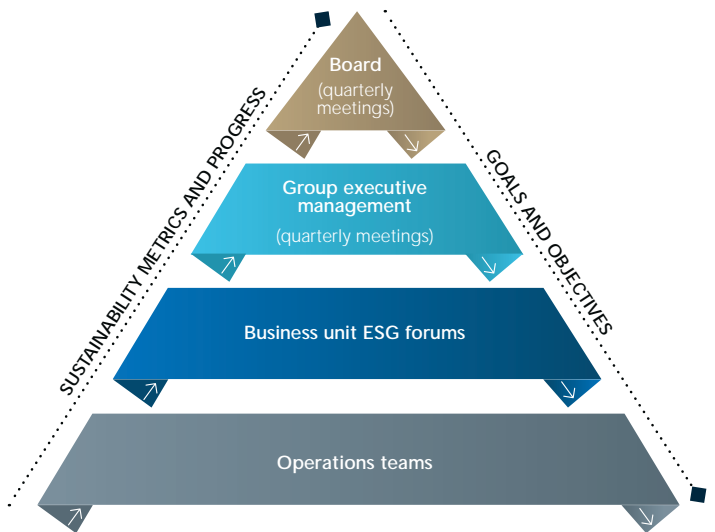 Board
(quarterly
meetings)
SUSTAINABILITY METRICS AND PROGRESS
GOALS AND OBJECTIVES
Group executive
management
(quarterly meetings)
Business unit ESG forums
Operations teams